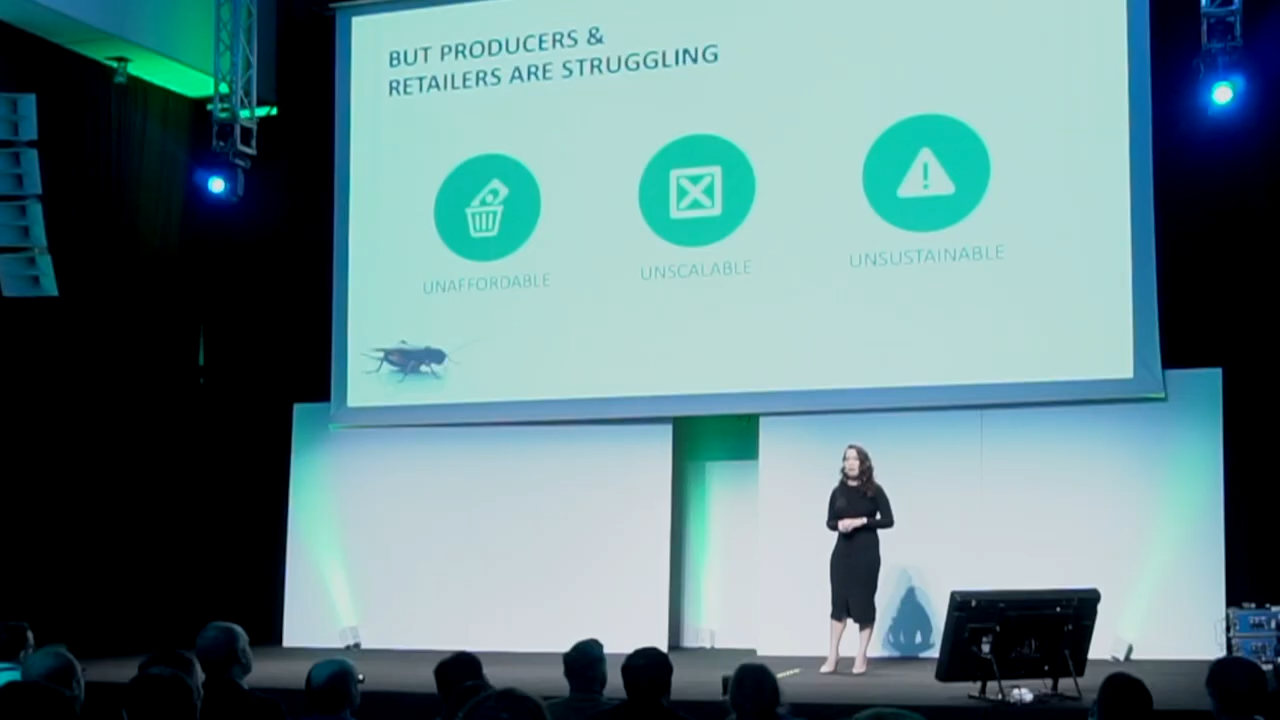 BUT PRODUCERS &
RETAILERS ARE STRUGGLING
UNAFFORDABLE
UNSCALABLE
UNSUSTAINABLE